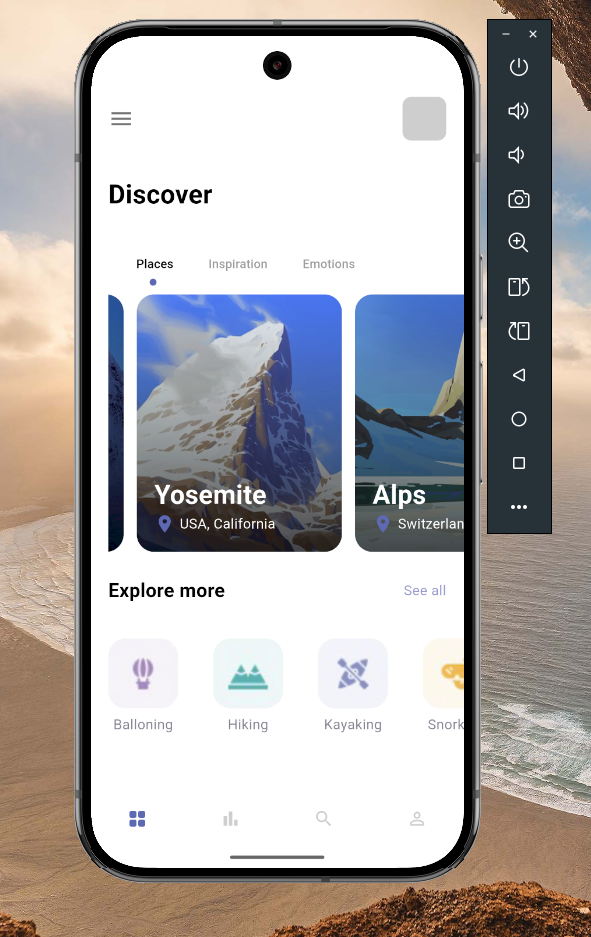 Discover
Places Inspiration Emotions
Yosemite
USA, California
Alps
Switzerlan
Explore more
See all
Balloning
Hiking
Kayaking
Snork